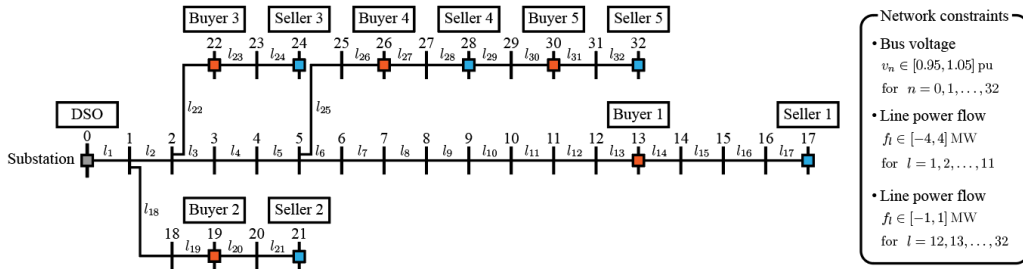 Buyer 3 Seller 3 Buyer 4 Seller 4 Buyer 5 Seller 5
22 23 24 25 26 27 28 29 30 31 32
l₂₃ l₂₄ l₂₆ l₂₇ l₂₈ l₂₉ l₃₀ l₃₁ l₃₂
l₂₂ l₂₅
DSO Buyer 1 Seller 1
0 1 2 3 4 5 6 7 8 9 10 11 12 13 14 15 16 17
Substation l₁ l₂ l₃ l₄ l₅ l₆ l₇ l₈ l₉ l₁₀ l₁₁ l₁₂ l₁₃ l₁₄ l₁₅ l₁₆ l₁₇
l₁₈
Buyer 2 Seller 2
18 19 20 21
l₁₉ l₂₀ l₂₁
Network constraints
• Bus voltage
vₙ ∈ [0.95, 1.05] pu
for n = 0, 1, . . . , 32
• Line power flow
fₗ ∈ [-4, 4] MW
for l = 1, 2, . . . , 11
• Line power flow
fₗ ∈ [-1, 1] MW
for l = 12, 13, . . . , 32